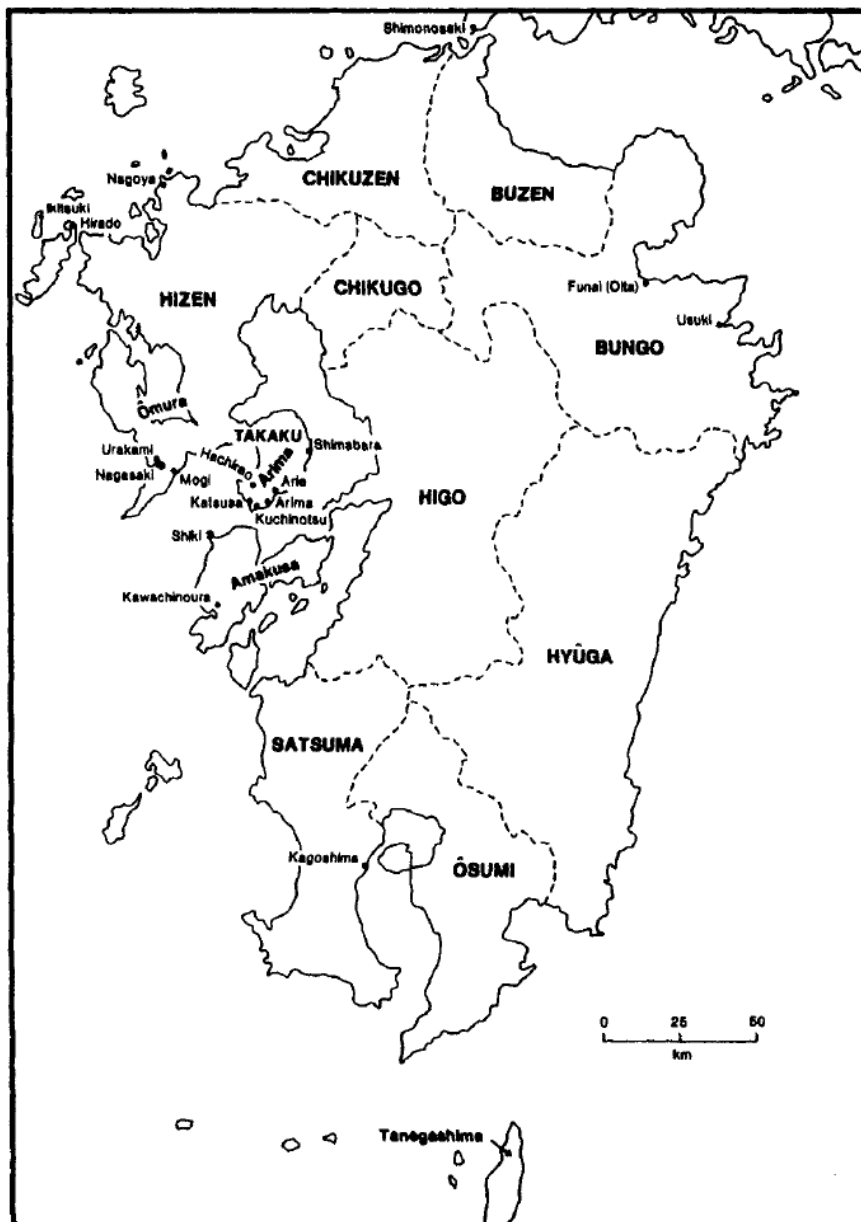 Shimonosaki
Nagoya
CHIKUZEN
BUZEN
Ikitsuki
Hirado
HIZEN
CHIKUGO
Funai (Oita)
Usuki
BUNGO
Ômura
TAKAKU
Urakami
Hachirao
Arima
Shimabara
Nagasaki
Mogi
Arie
Katsusa
Arima
HIGO
Kuchinotsu
Shiki
Amakusa
Kawachinoura
HYÛGA
SATSUMA
Kagoshima
ÔSUMI
0 25 50
km
Tanegashima